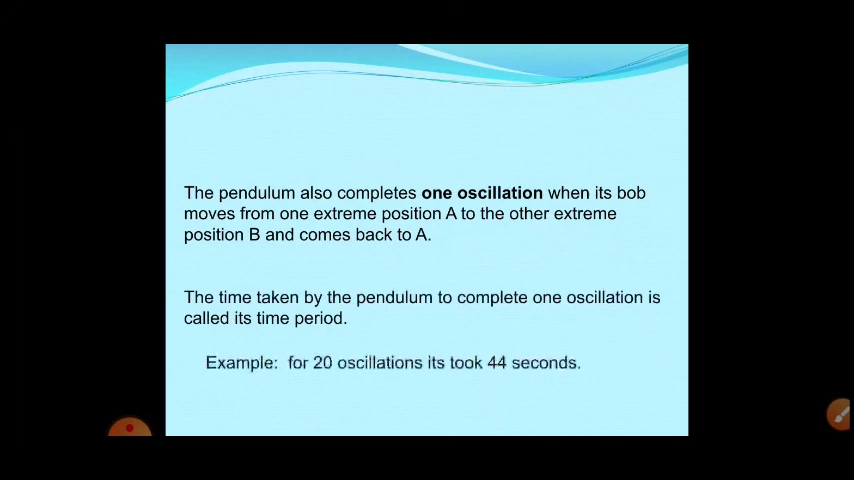 The pendulum also completes one oscillation when its bob
moves from one extreme position A to the other extreme
position B and comes back to A.
The time taken by the pendulum to complete one oscillation is
called its time period.
Example: for 20 oscillations its took 44 seconds.